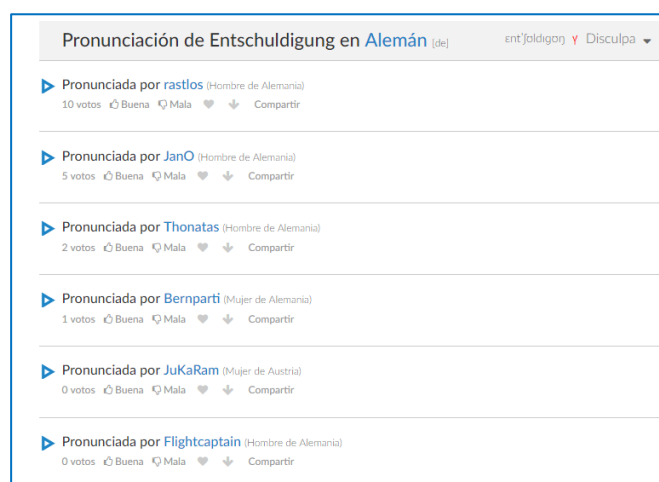 Pronunciación de Entschuldigung en Alemán [de] ɛntˈʃʊldɪɡʊŋ Y Disculpa
Pronunciada por rastlos (Hombre de Alemania)
10 votos Buena Mala Compartir
Pronunciada por JanO (Hombre de Alemania)
5 votos Buena Mala Compartir
Pronunciada por Thonatas (Hombre de Alemania)
2 votos Buena Mala Compartir
Pronunciada por Bernparti (Mujer de Alemania)
1 votos Buena Mala Compartir
Pronunciada por JuKaRam (Mujer de Austria)
0 votos Buena Mala Compartir
Pronunciada por Flightcaptain (Hombre de Alemania)
0 votos Buena Mala Compartir